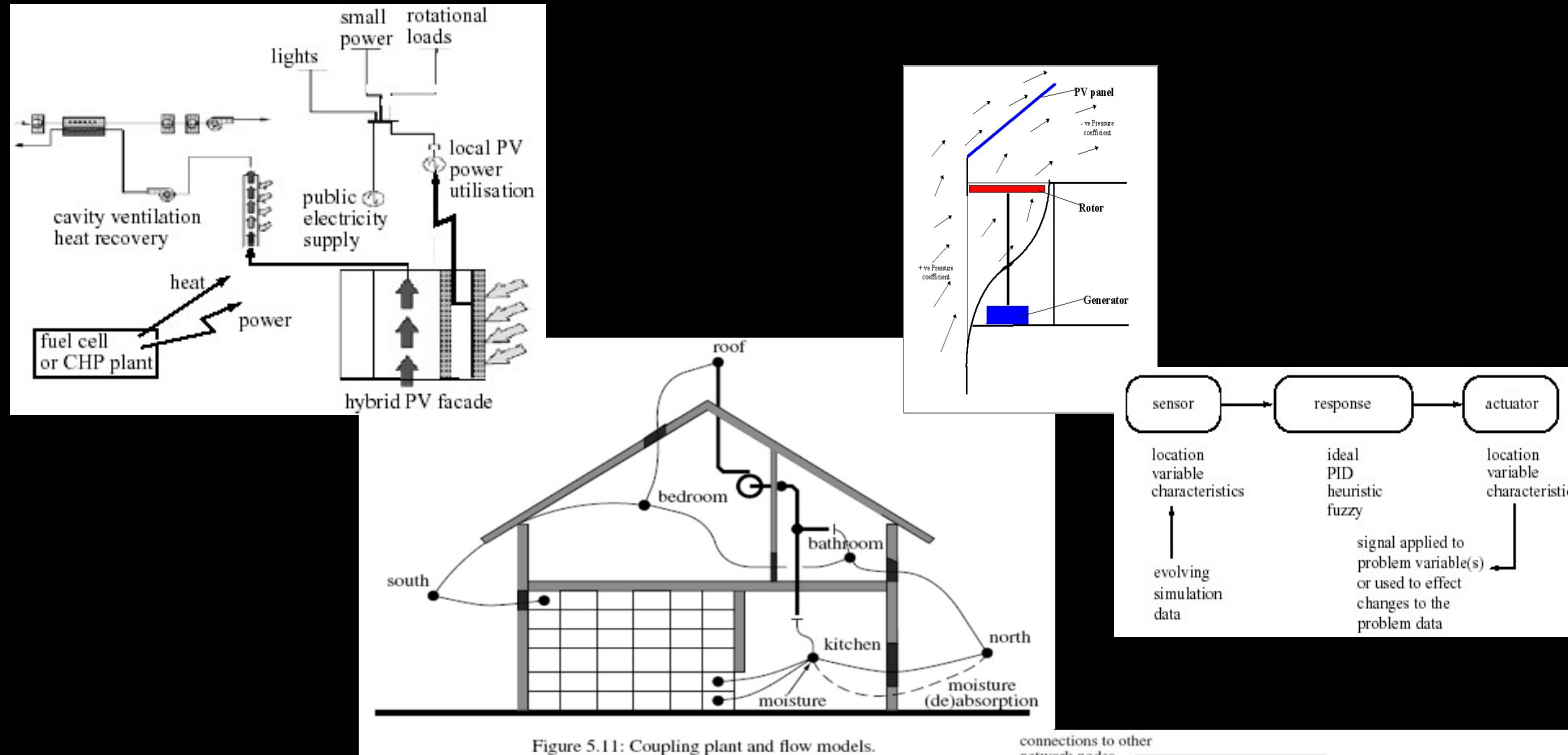 small
power
rotational
loads
lights
local PV
power
utilisation
public
electricity
supply
cavity ventilation
heat recovery
heat
power
fuel cell
or CHP plant
hybrid PV facade
PV panel
- ve Pressure
coefficient
Rotor
+ ve Pressure
coefficient
Generator
roof
bedroom
bathroom
south
kitchen
north
moisture
moisture
(de)absorption
Figure 5.11: Coupling plant and flow models.
sensor
response
actuator
location
variable
characteristics
ideal
PID
heuristic
fuzzy
location
variable
characteristic
evolving
simulation
data
signal applied to
problem variable(s)
or used to effect
changes to the
problem data
connections to other